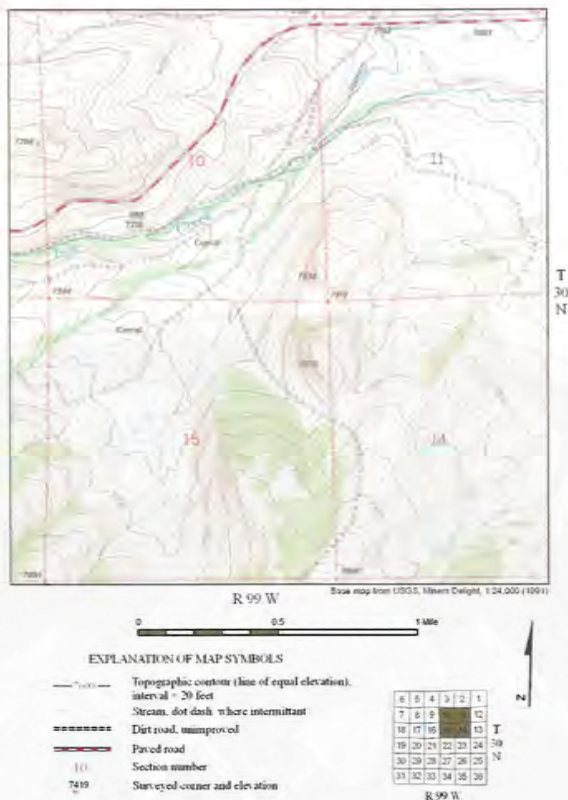 10
11
Corral
T
30
N
Corral
15
14
R 99 W
Base map from USGS, Miners Delight, 1:24,000 (1991)
0 0.5 1 Mile
EXPLANATION OF MAP SYMBOLS
Topographic contour (line of equal elevation),
interval = 20 feet
Stream, dot dash where intermittant
Dirt road, unimproved
Paved road
10 Section number
7419 Surveyed corner and elevation
N
6 5 4 3 2 1
7 8 9 12
18 17 16 13
19 20 21 22 23 24
30 29 28 27 26 25
31 32 33 34 35 36
T
30
N
R 99 W